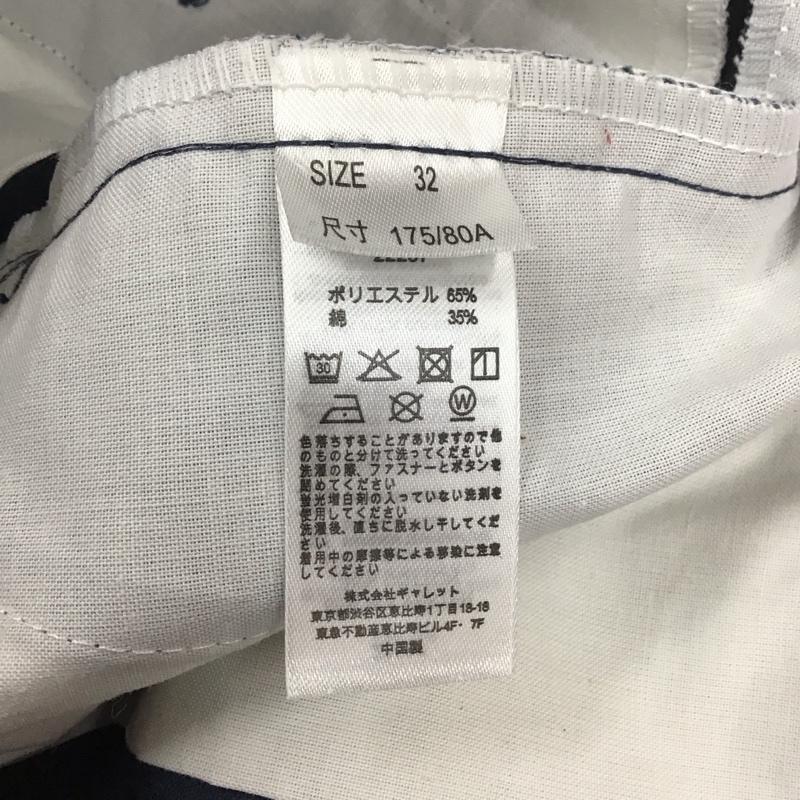 SIZE 32
尺寸 175/80A
ポリエステル 65%
綿 35%
30
W
色落ちすることがありますので他
のものと分けて洗ってください
洗濯の際、ファスナーとボタンを
閉めてください
蛍光増白剤の入っていない洗剤を
使用してください
洗濯後、直ちに脱水し干してくだ
さい
着用中の摩擦等による移染に注意
してください
株式会社ギャレット
東京都渋谷区恵比寿1丁目18-18
東急不動産恵比寿ビル4F・7F
中国製